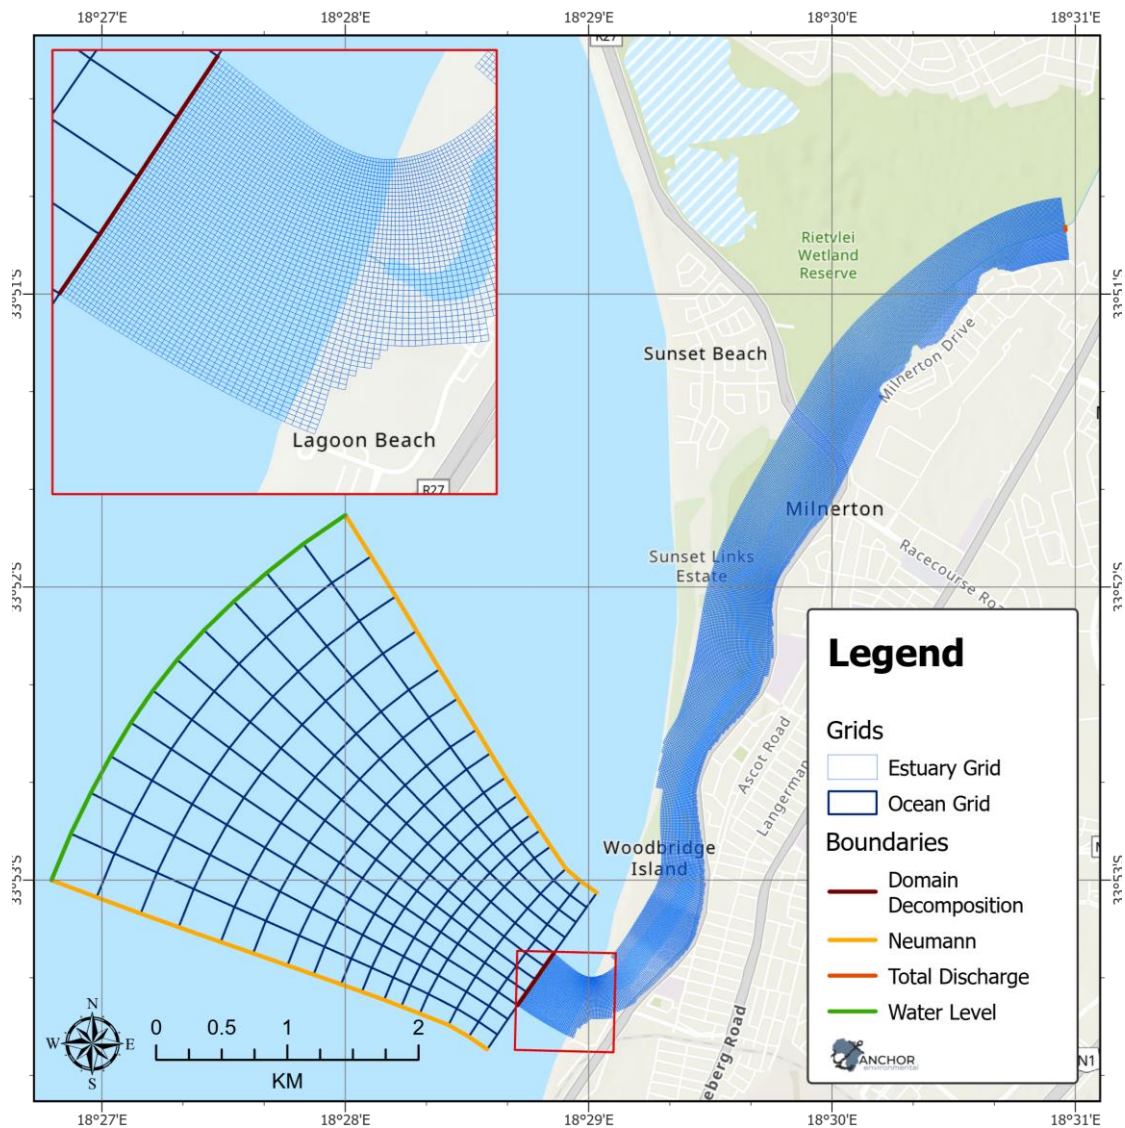 18°27'E
18°28'E
18°29'E
18°30'E
18°31'E
R27
Rietvlei
Wetland
Reserve
33°51'S
33°51'S
Sunset Beach
Milnerton Drive
Lagoon Beach
R27
Milnerton
Sunset Links
Estate
Racecourse Roa
33°52'S
33°52'S
Legend
Grids
Estuary Grid
Ocean Grid
Boundaries
Domain
Decomposition
Neumann
Total Discharge
Water Level
ANCHOR
environmental
Ascot Road
Langerman
Woodbridge
Island
33°53'S
33°53'S
eberg Road
N1
N
W
E
S
0
0.5
1
2
KM
18°27'E
18°28'E
18°29'E
18°30'E
18°31'E